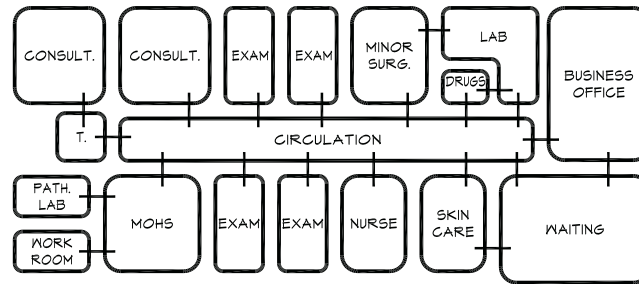 CONSULT.
CONSULT.
EXAM
EXAM
MINOR
SURG.
LAB
DRUGS
BUSINESS
OFFICE
T.
CIRCULATION
PATH.
LAB
WORK
ROOM
MOHS
EXAM
EXAM
NURSE
SKIN
CARE
WAITING